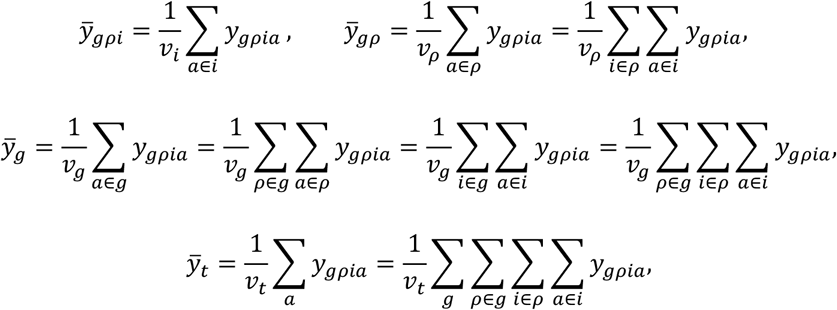 ȳ_{gρi} = \frac{1}{v_i} \sum_{a∈i} y_{gρia} , ȳ_{gρ} = \frac{1}{v_ρ} \sum_{a∈ρ} y_{gρia} = \frac{1}{v_ρ} \sum_{i∈ρ} \sum_{a∈i} y_{gρia},
ȳ_g = \frac{1}{v_g} \sum_{a∈g} y_{gρia} = \frac{1}{v_g} \sum_{ρ∈g} \sum_{a∈ρ} y_{gρia} = \frac{1}{v_g} \sum_{i∈g} \sum_{a∈i} y_{gρia} = \frac{1}{v_g} \sum_{ρ∈g} \sum_{i∈ρ} \sum_{a∈i} y_{gρia},
ȳ_t = \frac{1}{v_t} \sum_{a} y_{gρia} = \frac{1}{v_t} \sum_{g} \sum_{ρ∈g} \sum_{i∈ρ} \sum_{a∈i} y_{gρia},